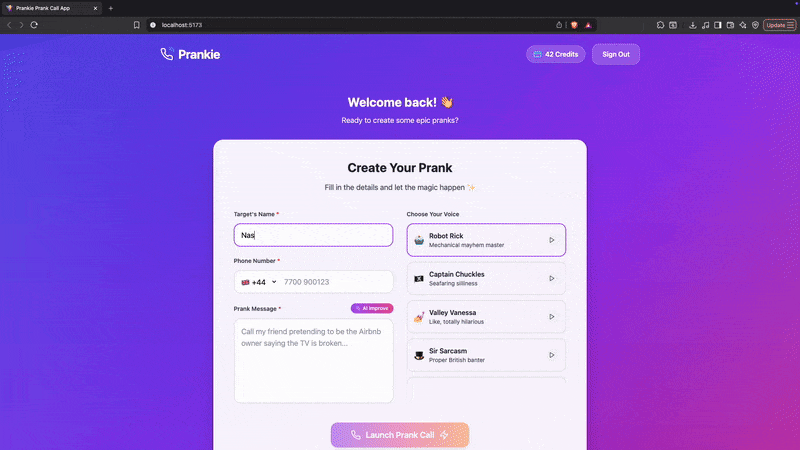 Prankie Prank Call App
localhost:5173
Update
Prankie
42 Credits
Sign Out
Welcome back! 👋
Ready to create some epic pranks?
Create Your Prank
Fill in the details and let the magic happen ✨
Target's Name *
Nas
Phone Number *
🇬🇧 +44 7700 900123
Prank Message *
AI Improve
Call my friend pretending to be the Airbnb
owner saying the TV is broken...
Choose Your Voice
Robot Rick
Mechanical mayhem master
Captain Chuckles
Seafaring silliness
Valley Vanessa
Like, totally hilarious
Sir Sarcasm
Proper British banter
Launch Prank Call